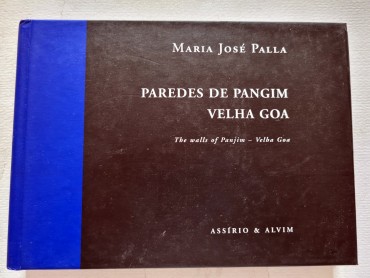 Maria José Palla
PAREDES DE PANGIM
VELHA GOA
The walls of Panjim – Velha Goa
ASSÍRIO & ALVIM